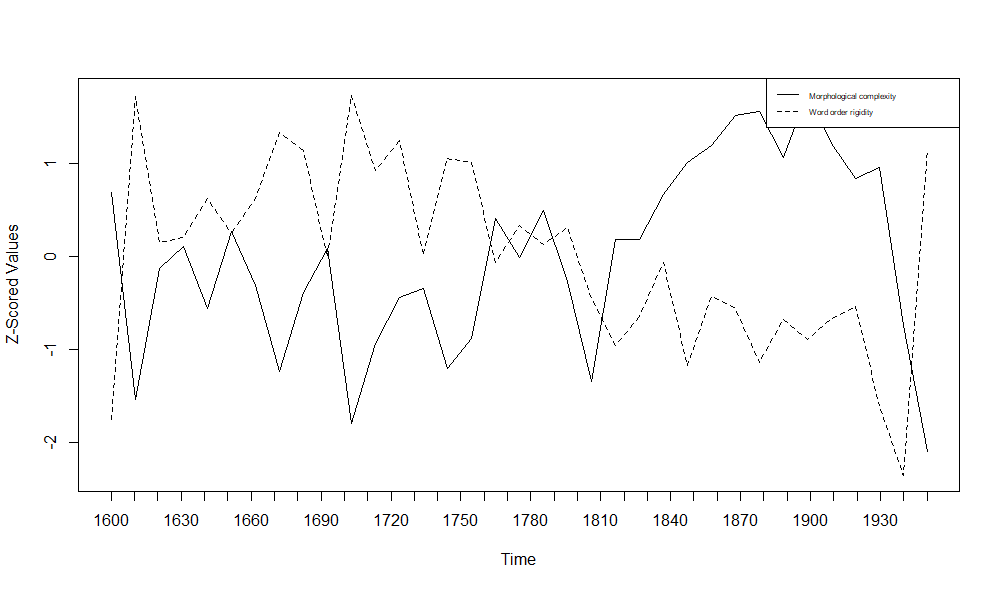 Morphological complexity
Word order rigidity
Z-Scored Values
1
0
-1
-2
1600 1630 1660 1690 1720 1750 1780 1810 1840 1870 1900 1930
Time